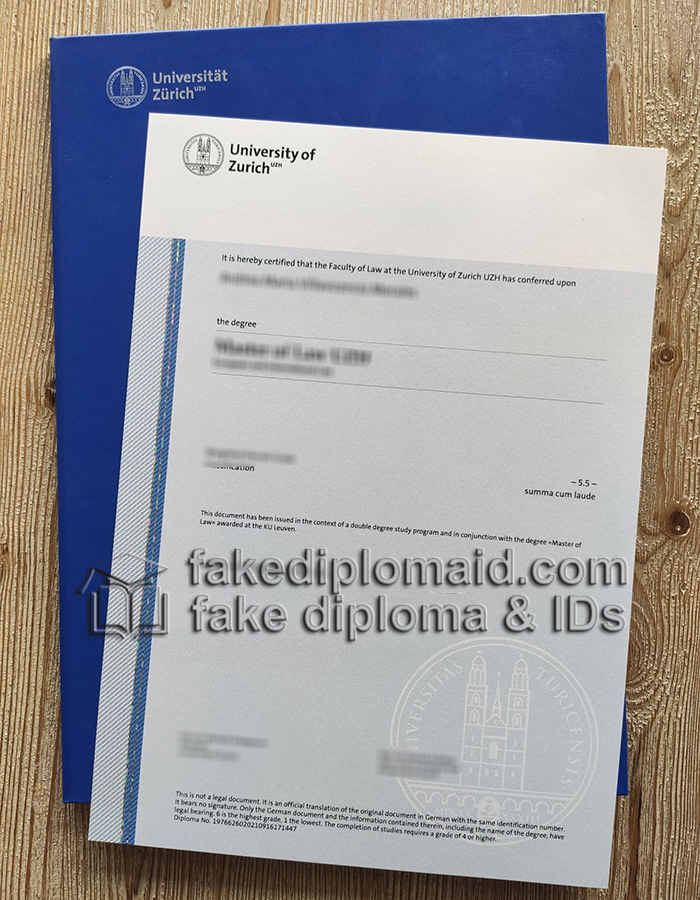 Universität
Zürich UZH
University of
Zurich UZH
It is hereby certified that the Faculty of Law at the University of Zurich UZH has conferred upon
the degree
– 5.5 –
summa cum laude
This document has been issued in the context of a double degree study program and in conjunction with the degree «Master of
Law» awarded at the KU Leuven.
fakediplomaid.com
fake diploma & IDs
UNIVERSITAS TURICENSIS
This is not a legal document. It is an official translation of the original document in German with the same identification number.
It bears no signature. Only the German document and the information contained therein, including the name of the degree, have
legal bearing. 6 is the highest grade, 1 the lowest. The completion of studies requires a grade of 4 or higher.
Diploma No. 1976626020210916171447